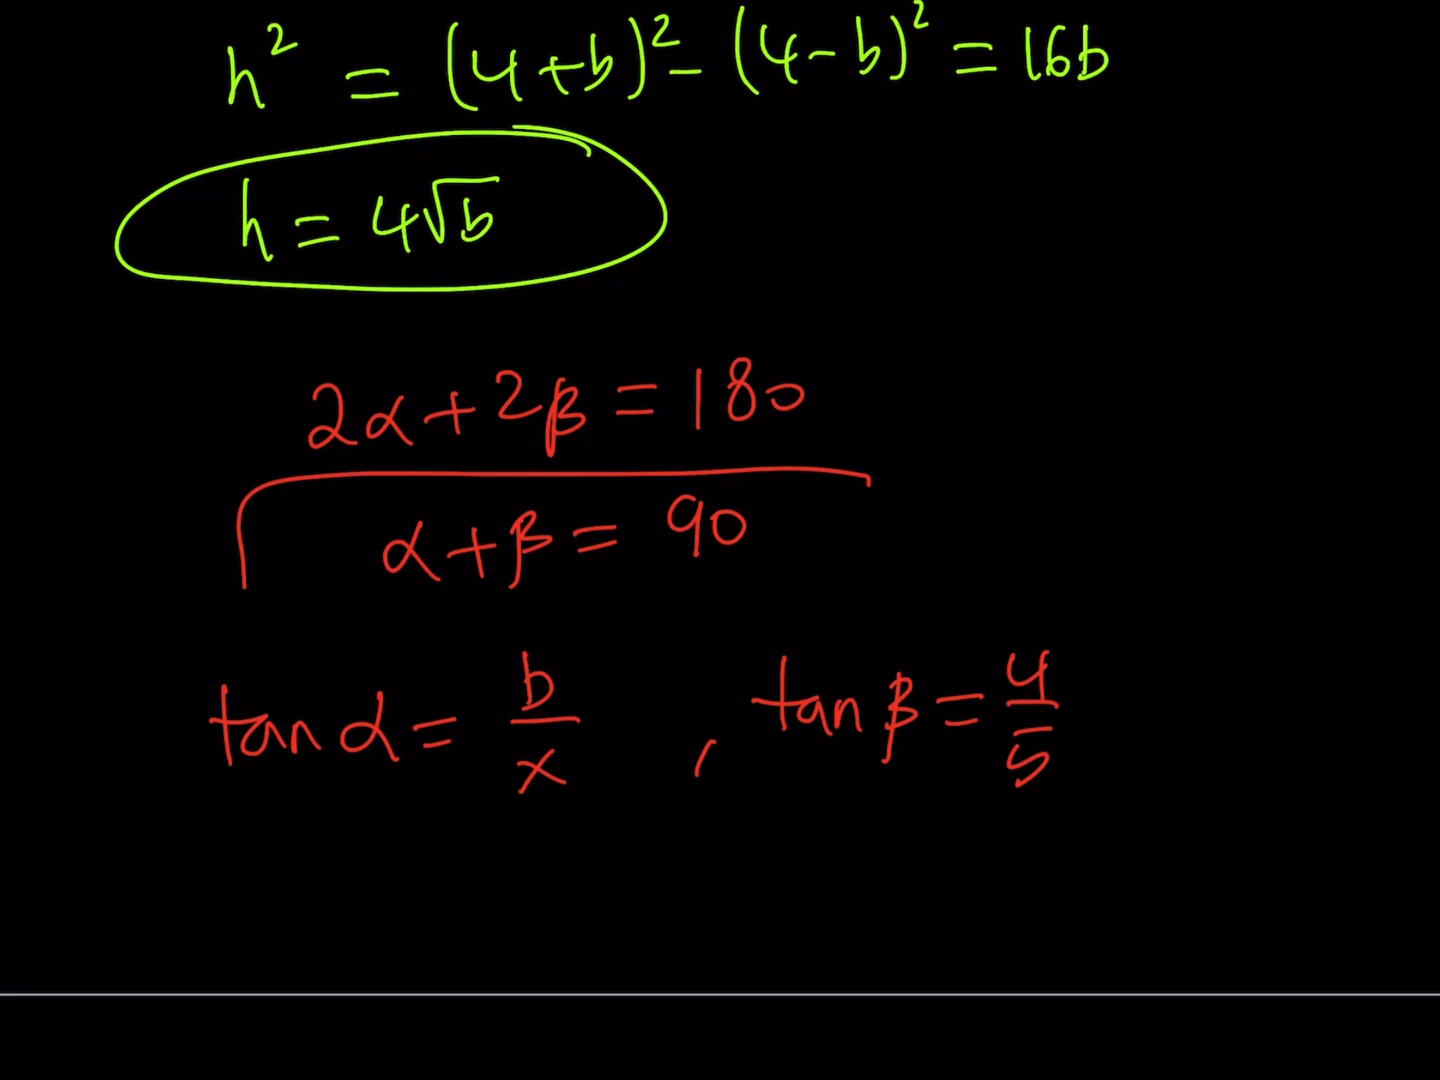 h² = (4+b)² - (4-b)² = 16b
h = 4√b
2α + 2β = 180
α + β = 90
tan α = b/x , tan β = 4/5